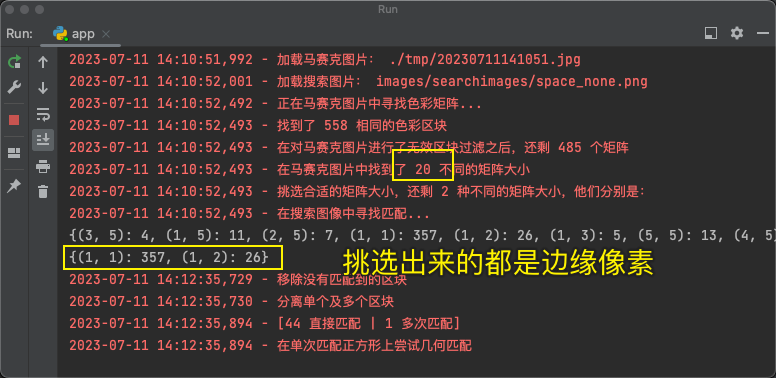 Run
Run:
app
2023-07-11 14:10:51,992 - 加载马赛克图片: ./tmp/20230711141051.jpg
2023-07-11 14:10:52,001 - 加载搜索图片: images/searchimages/space_none.png
2023-07-11 14:10:52,492 - 正在马赛克图片中寻找色彩矩阵...
2023-07-11 14:10:52,493 - 找到了 558 相同的色彩区块
2023-07-11 14:10:52,493 - 在对马赛克图片进行了无效区块过滤之后，还剩 485 个矩阵
2023-07-11 14:10:52,493 - 在马赛克图片中找到了 20 不同的矩阵大小
2023-07-11 14:10:52,493 - 挑选合适的矩阵大小，还剩 2 种不同的矩阵大小，他们分别是:
2023-07-11 14:10:52,493 - 在搜索图像中寻找匹配...
{(3, 5): 4, (1, 5): 11, (2, 5): 7, (1, 1): 357, (1, 2): 26, (1, 3): 5, (5, 5): 13, (4, 5)
{(1, 1): 357, (1, 2): 26}
挑选出来的都是边缘像素
2023-07-11 14:12:35,729 - 移除没有匹配到的区块
2023-07-11 14:12:35,730 - 分离单个及多个区块
2023-07-11 14:12:35,894 - [44 直接匹配 | 1 多次匹配]
2023-07-11 14:12:35,894 - 在单次匹配正方形上尝试几何匹配